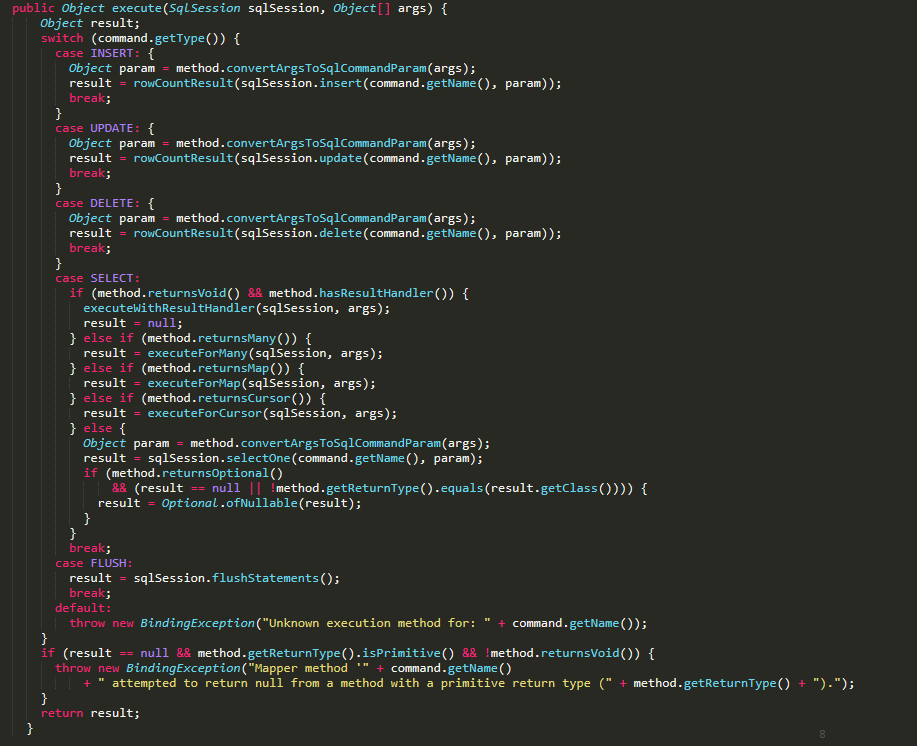 public Object execute(SqlSession sqlSession, Object[] args) {
    Object result;
    switch (command.getType()) {
      case INSERT: {
        Object param = method.convertArgsToSqlCommandParam(args);
        result = rowCountResult(sqlSession.insert(command.getName(), param));
        break;
      }
      case UPDATE: {
        Object param = method.convertArgsToSqlCommandParam(args);
        result = rowCountResult(sqlSession.update(command.getName(), param));
        break;
      }
      case DELETE: {
        Object param = method.convertArgsToSqlCommandParam(args);
        result = rowCountResult(sqlSession.delete(command.getName(), param));
        break;
      }
      case SELECT:
        if (method.returnsVoid() && method.hasResultHandler()) {
          executeWithResultHandler(sqlSession, args);
          result = null;
        } else if (method.returnsMany()) {
          result = executeForMany(sqlSession, args);
        } else if (method.returnsMap()) {
          result = executeForMap(sqlSession, args);
        } else if (method.returnsCursor()) {
          result = executeForCursor(sqlSession, args);
        } else {
          Object param = method.convertArgsToSqlCommandParam(args);
          result = sqlSession.selectOne(command.getName(), param);
          if (method.returnsOptional()
              && (result == null || !method.getReturnType().equals(result.getClass()))) {
            result = Optional.ofNullable(result);
          }
        }
        break;
      case FLUSH:
        result = sqlSession.flushStatements();
        break;
      default:
        throw new BindingException("Unknown execution method for: " + command.getName());
    }
    if (result == null && method.getReturnType().isPrimitive() && !method.returnsVoid()) {
      throw new BindingException("Mapper method '" + command.getName()
          + " attempted to return null from a method with a primitive return type (" + method.getReturnType() + ").");
    }
    return result;
  }
8